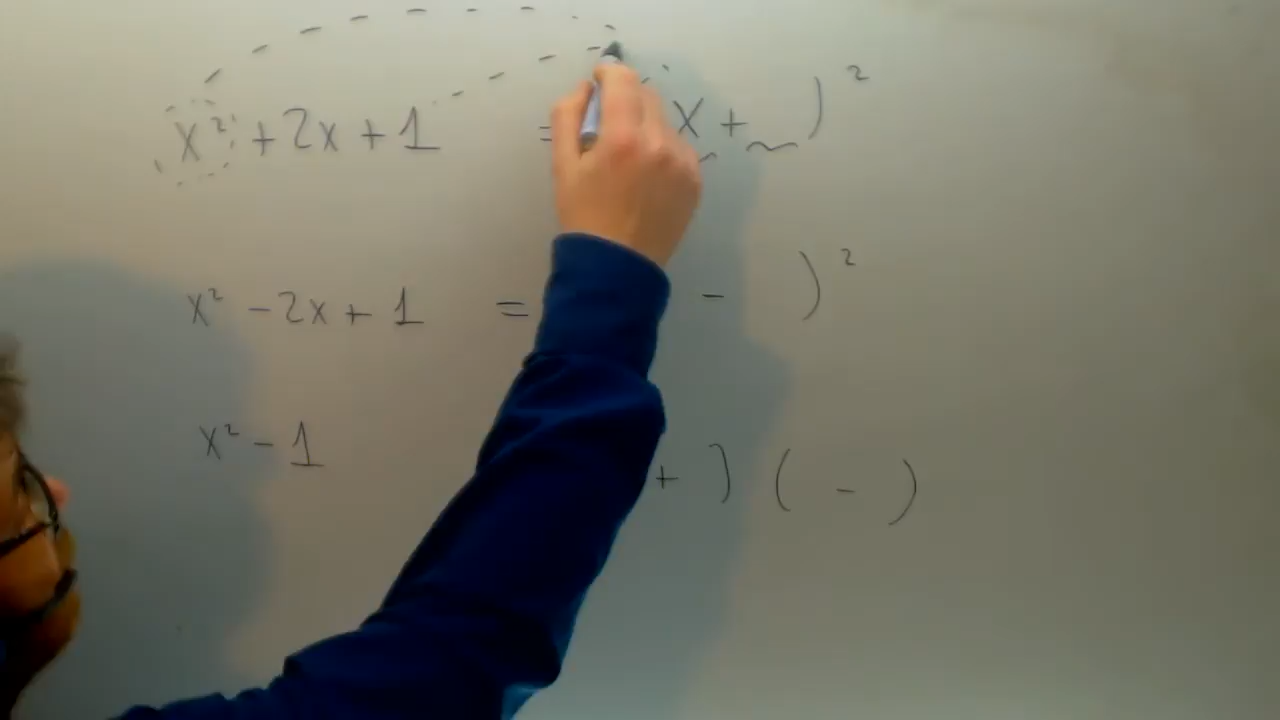 x² + 2x + 1 = x + )²
x² - 2x + 1 = - )²
x² - 1 + ) ( - )